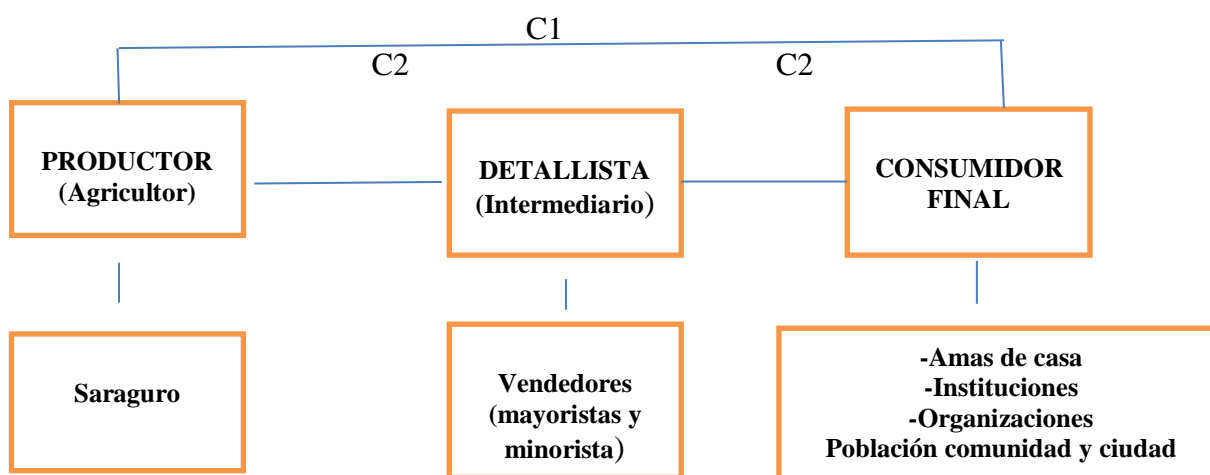 C1
C2
C2
PRODUCTOR
(Agricultor)
DETALLISTA
(Intermediario)
CONSUMIDOR
FINAL
Saraguro
Vendedores
(mayoristas y
minorista)
-Amas de casa
-Instituciones
-Organizaciones
Población comunidad y ciudad